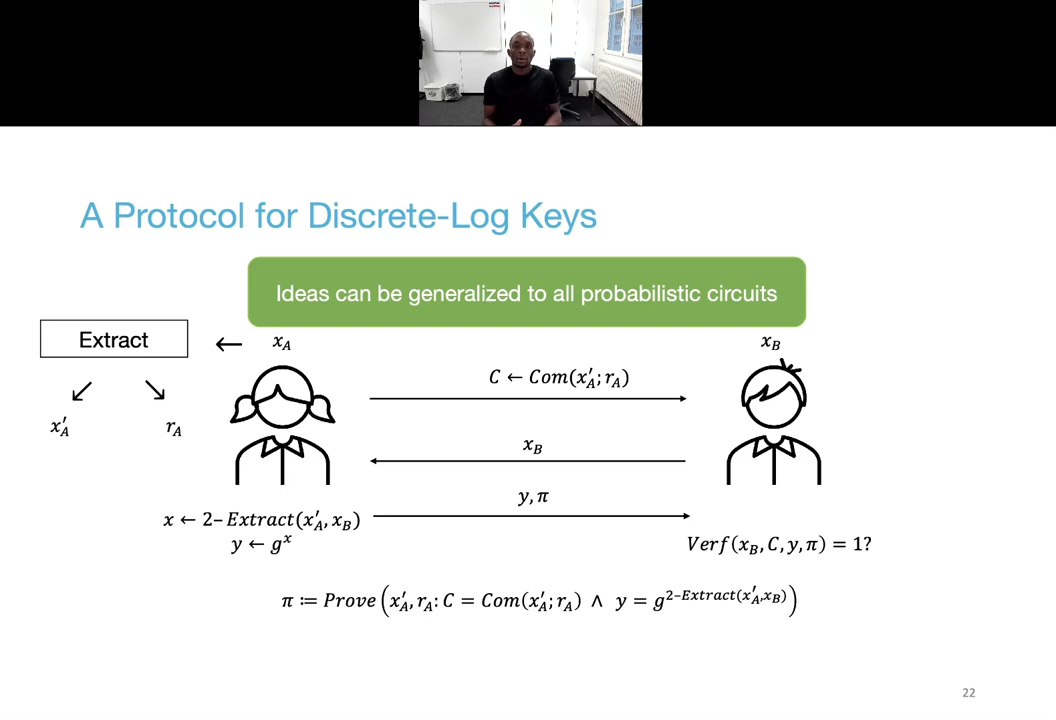 A Protocol for Discrete-Log Keys
Ideas can be generalized to all probabilistic circuits
Extract
←
x_A
x_B
↙ ↘
x′_A
r_A
C ← Com(x′_A; r_A)
x_B
y, π
x ← 2–Extract(x′_A, x_B)
y ← g^x
Verf(x_B, C, y, π) = 1?
π ≔ Prove(x′_A, r_A: C = Com(x′_A; r_A) ∧ y = g^{2–Extract(x′_A,x_B)})
22